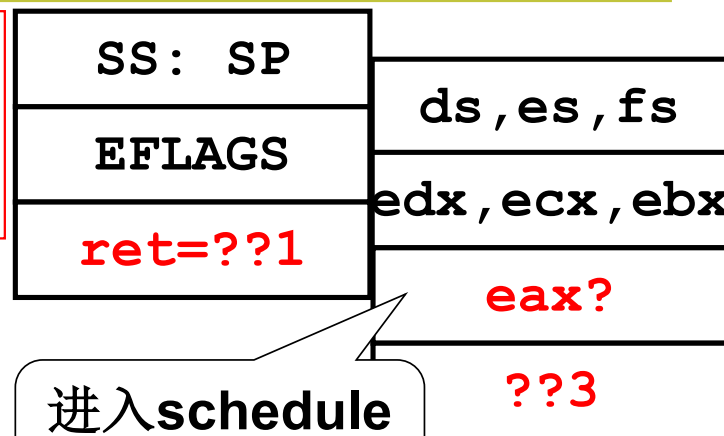 SS: SP
EFLAGS
ret=??1
ds,es,fs
edx,ecx,ebx
eax?
??3
进入schedule